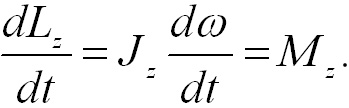 dL_z/dt = J_z dω/dt = M_z.